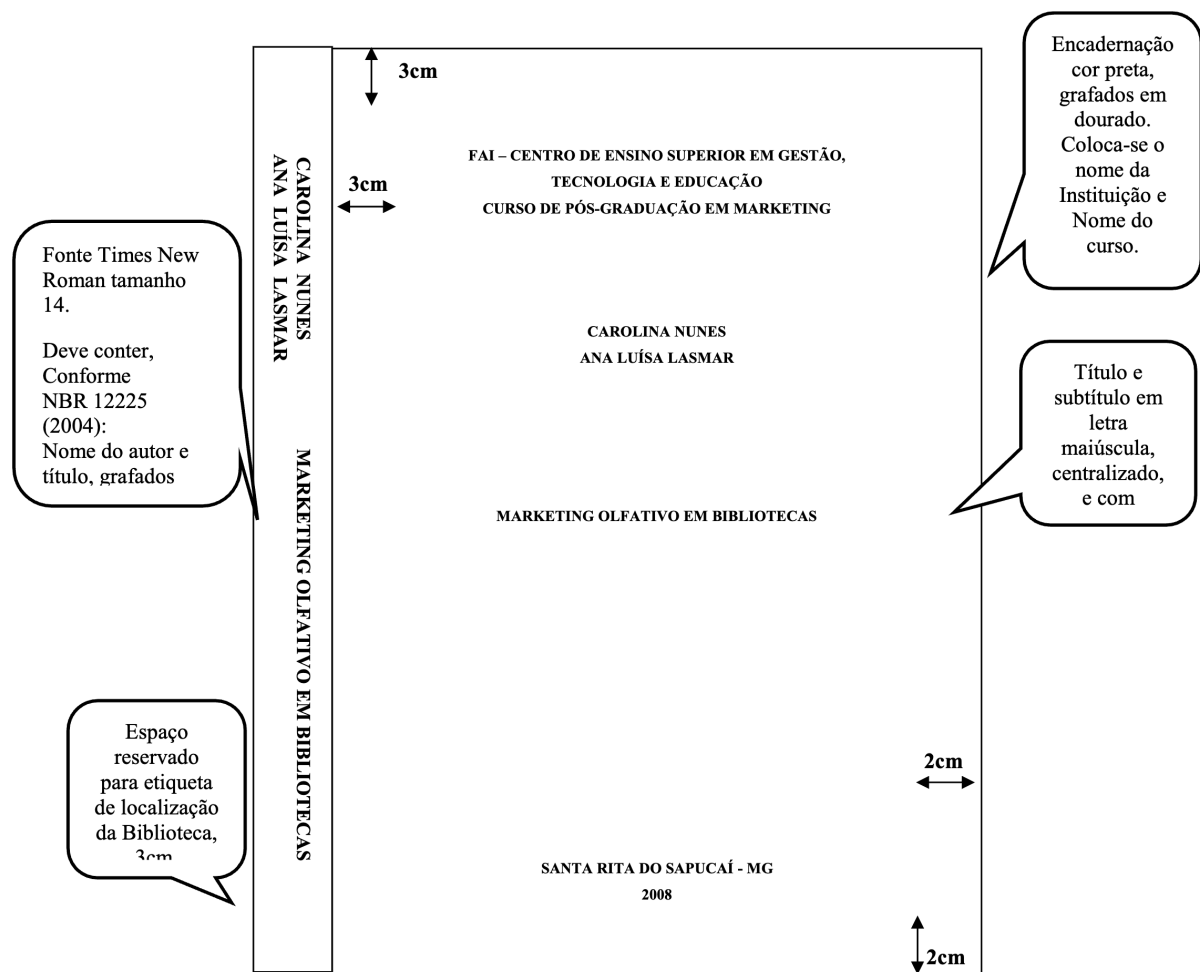 3cm
Encadernação
cor preta,
grafados em
dourado.
Coloca-se o
nome da
Instituição e
Nome do
curso.
CAROLINA NUNES
ANA LUÍSA LASMAR
FAI – CENTRO DE ENSINO SUPERIOR EM GESTÃO,
TECNOLOGIA E EDUCAÇÃO
CURSO DE PÓS-GRADUAÇÃO EM MARKETING
3cm
Fonte Times New
Roman tamanho
14.
Deve conter,
Conforme
NBR 12225
(2004):
Nome do autor e
título, grafados
CAROLINA NUNES
ANA LUÍSA LASMAR
Título e
subtítulo em
letra
maiúscula,
centralizado,
e com
MARKETING OLFATIVO EM BIBLIOTECAS
MARKETING OLFATIVO EM BIBLIOTECAS
Espaço
reservado
para etiqueta
de localização
da Biblioteca,
3cm
2cm
SANTA RITA DO SAPUCAÍ - MG
2008
2cm